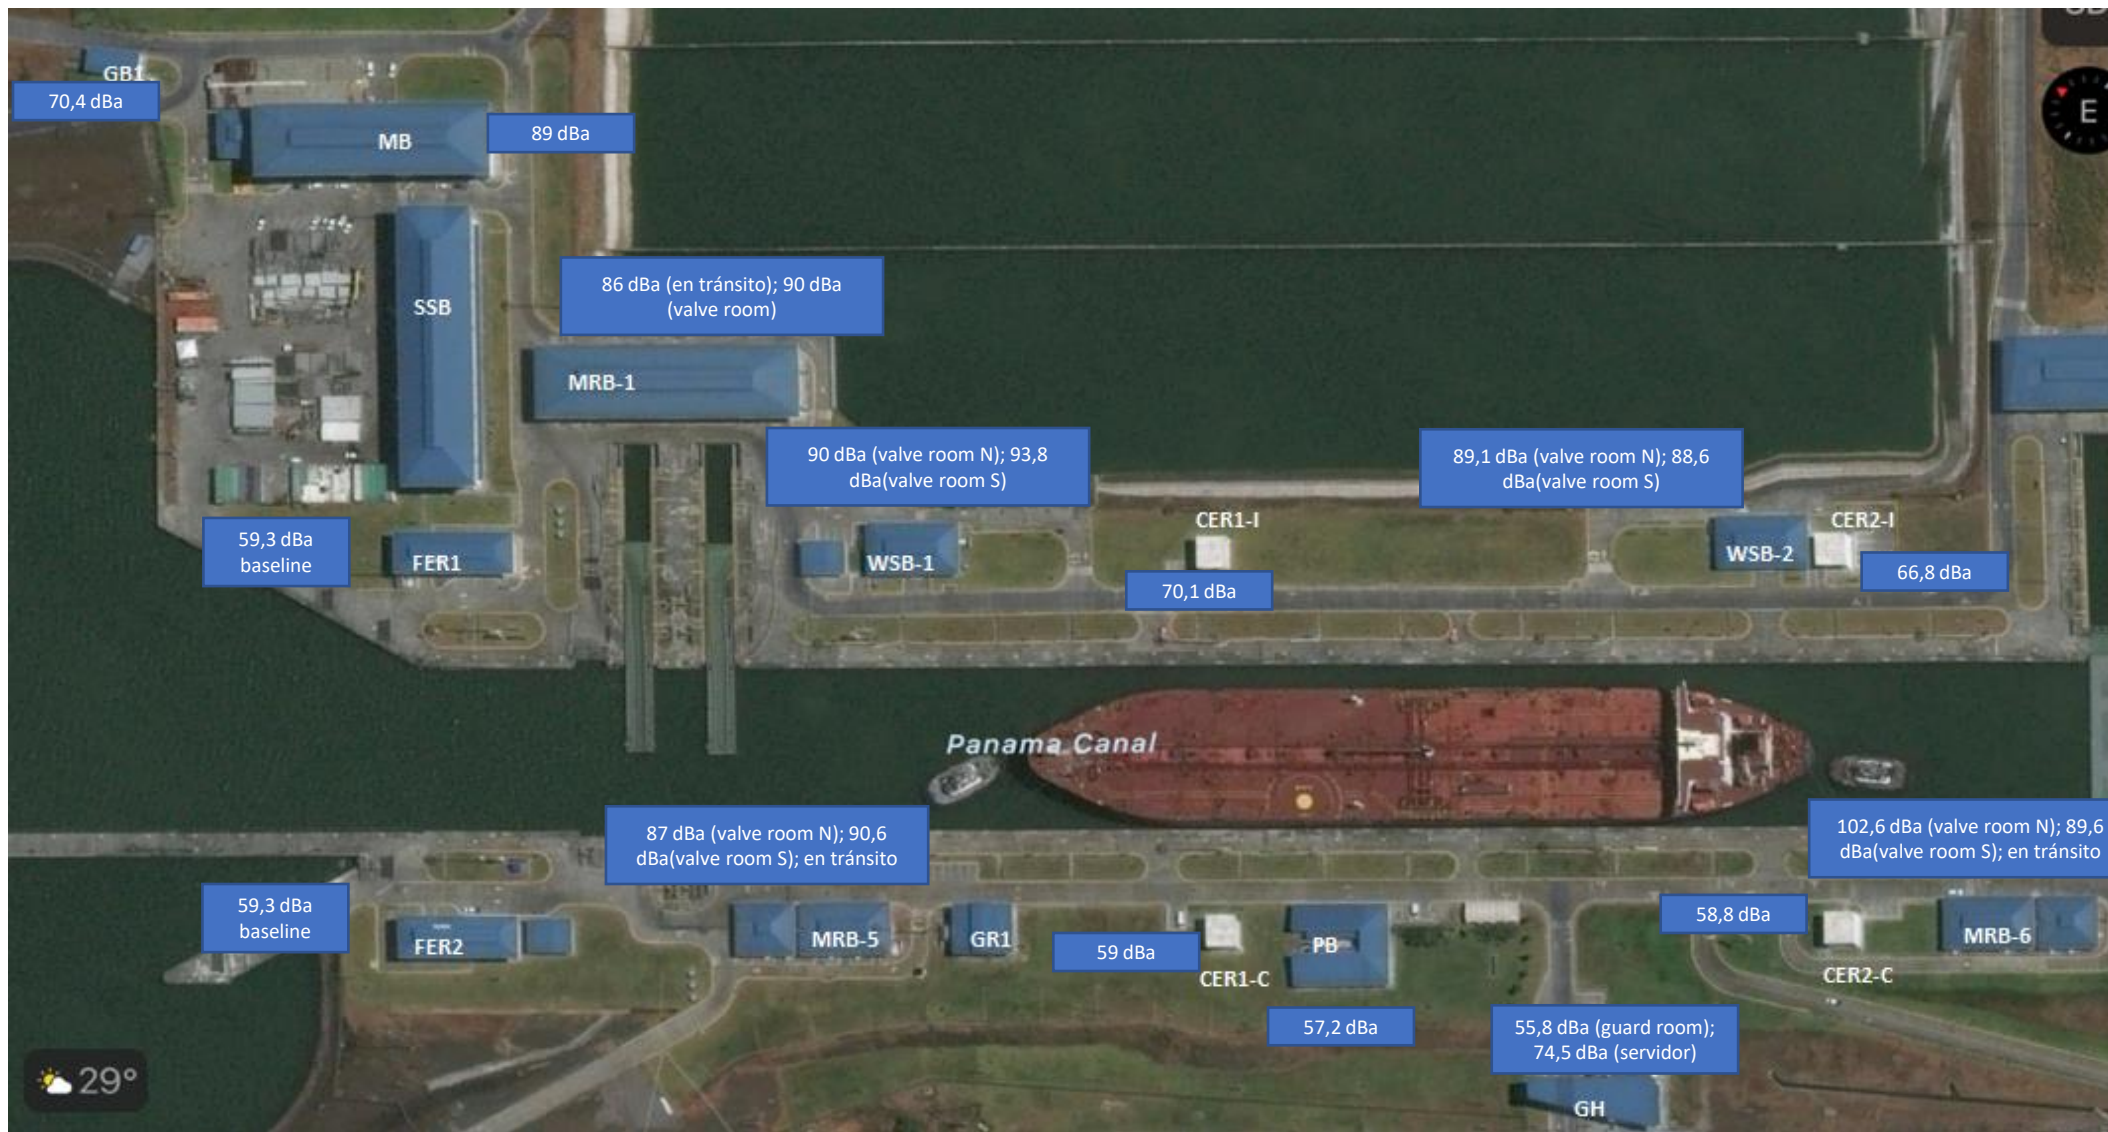 GB1
70,4 dBa
MB
89 dBa
E
SSB
86 dBa (en tránsito); 90 dBa
(valve room)
MRB-1
90 dBa (valve room N); 93,8
dBa(valve room S)
89,1 dBa (valve room N); 88,6
dBa(valve room S)
59,3 dBa
baseline
FER1
WSB-1
CER1-I
70,1 dBa
WSB-2
CER2-I
66,8 dBa
Panama Canal
87 dBa (valve room N); 90,6
dBa(valve room S); en tránsito
102,6 dBa (valve room N); 89,6
dBa(valve room S); en tránsito
59,3 dBa
baseline
FER2
MRB-5
GR1
59 dBa
CER1-C
PB
57,2 dBa
58,8 dBa
CER2-C
MRB-6
55,8 dBa (guard room);
74,5 dBa (servidor)
GH
29°